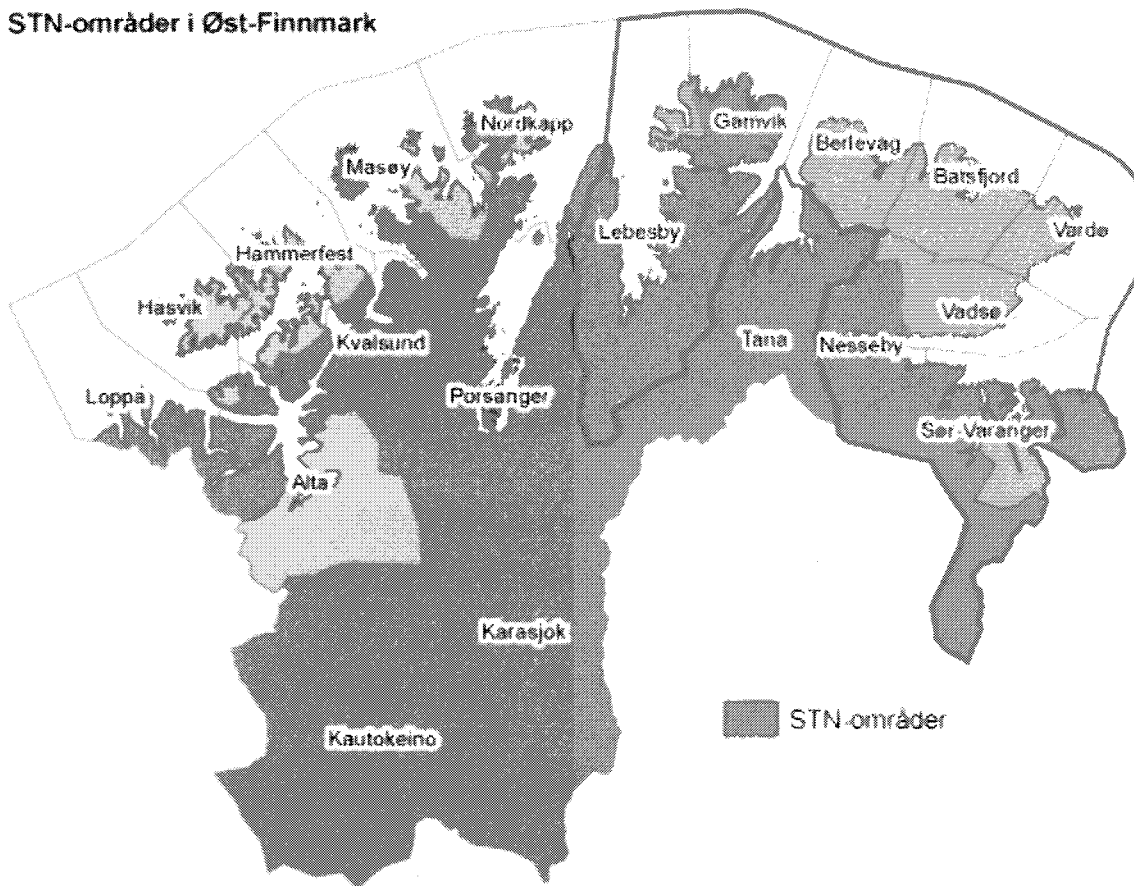 STN-områder i Øst-Finnmark
Nordkapp
Gamvik
Berlevåg
Måsøy
Båtsfjord
Lebesby
Vardø
Hammerfest
Hasvik
Vadsø
Kvalsund
Tana
Nesseby
Loppa
Porsanger
Sør-Varanger
Alta
Karasjok
STN-områder
Kautokeino